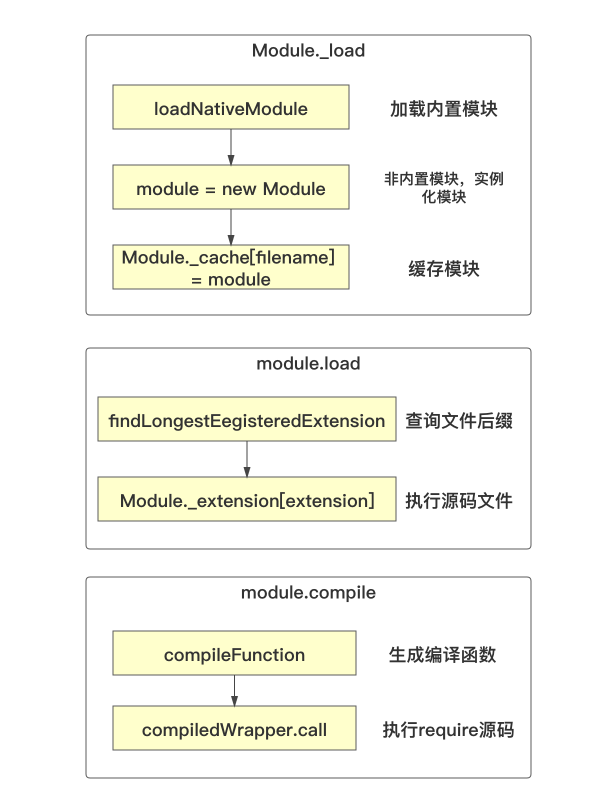 Module._load
loadNativeModule
加载内置模块
module = new Module
非内置模块，实例
化模块
Module._cache[filename]
= module
缓存模块
module.load
findLongestEegisteredExtension
查询文件后缀
Module._extension[extension]
执行源码文件
module.compile
compileFunction
生成编译函数
compiledWrapper.call
执行require源码